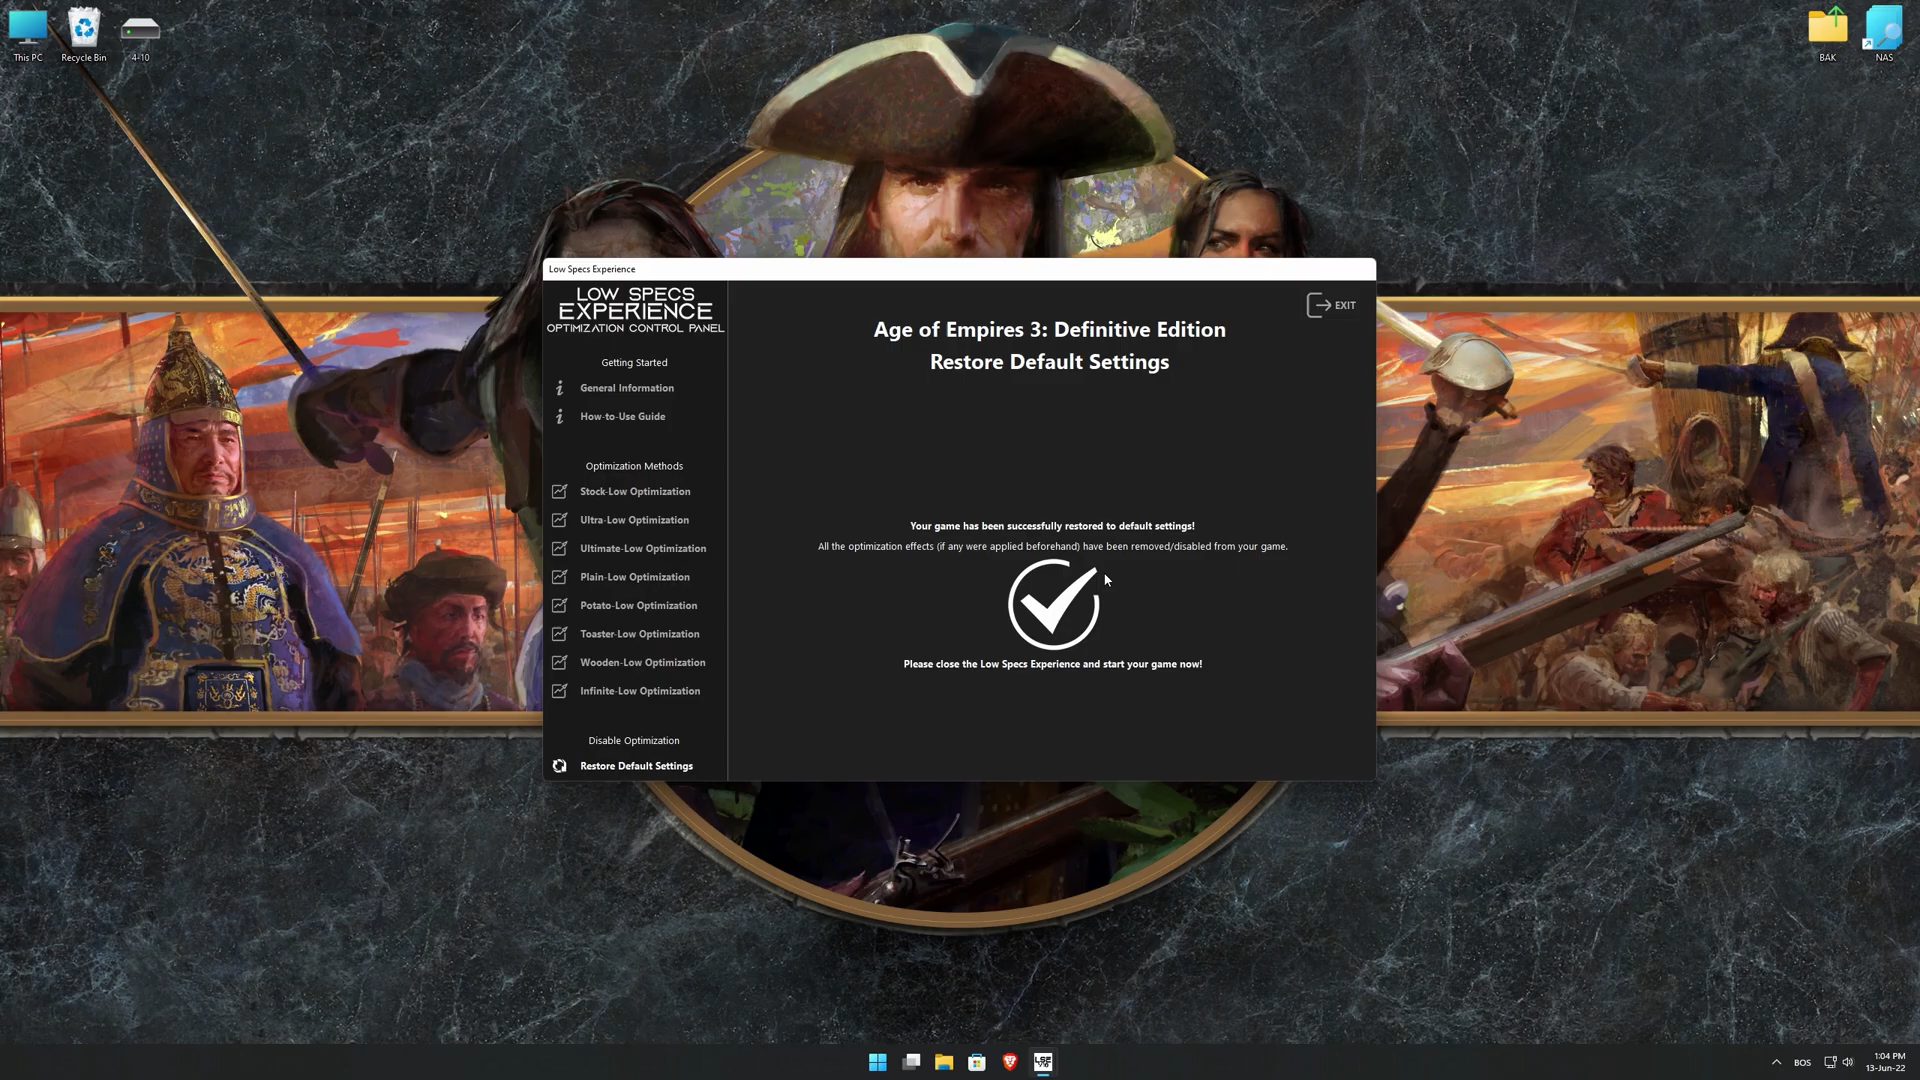 This PC
Recycle Bin
4-10
BAK
NAS
Low Specs Experience
LOW SPECS
EXPERIENCE
OPTIMIZATION CONTROL PANEL
Getting Started
General Information
How-to-Use Guide
Optimization Methods
Stock-Low Optimization
Ultra-Low Optimization
Ultimate-Low Optimization
Plain-Low Optimization
Potato-Low Optimization
Toaster-Low Optimization
Wooden-Low Optimization
Infinite-Low Optimization
Disable Optimization
Restore Default Settings
EXIT
Age of Empires 3: Definitive Edition
Restore Default Settings
Your game has been successfully restored to default settings!
All the optimization effects (if any were applied beforehand) have been removed/disabled from your game.
Please close the Low Specs Experience and start your game now!
LSE
BOS
1:04 PM
13-Jun-22